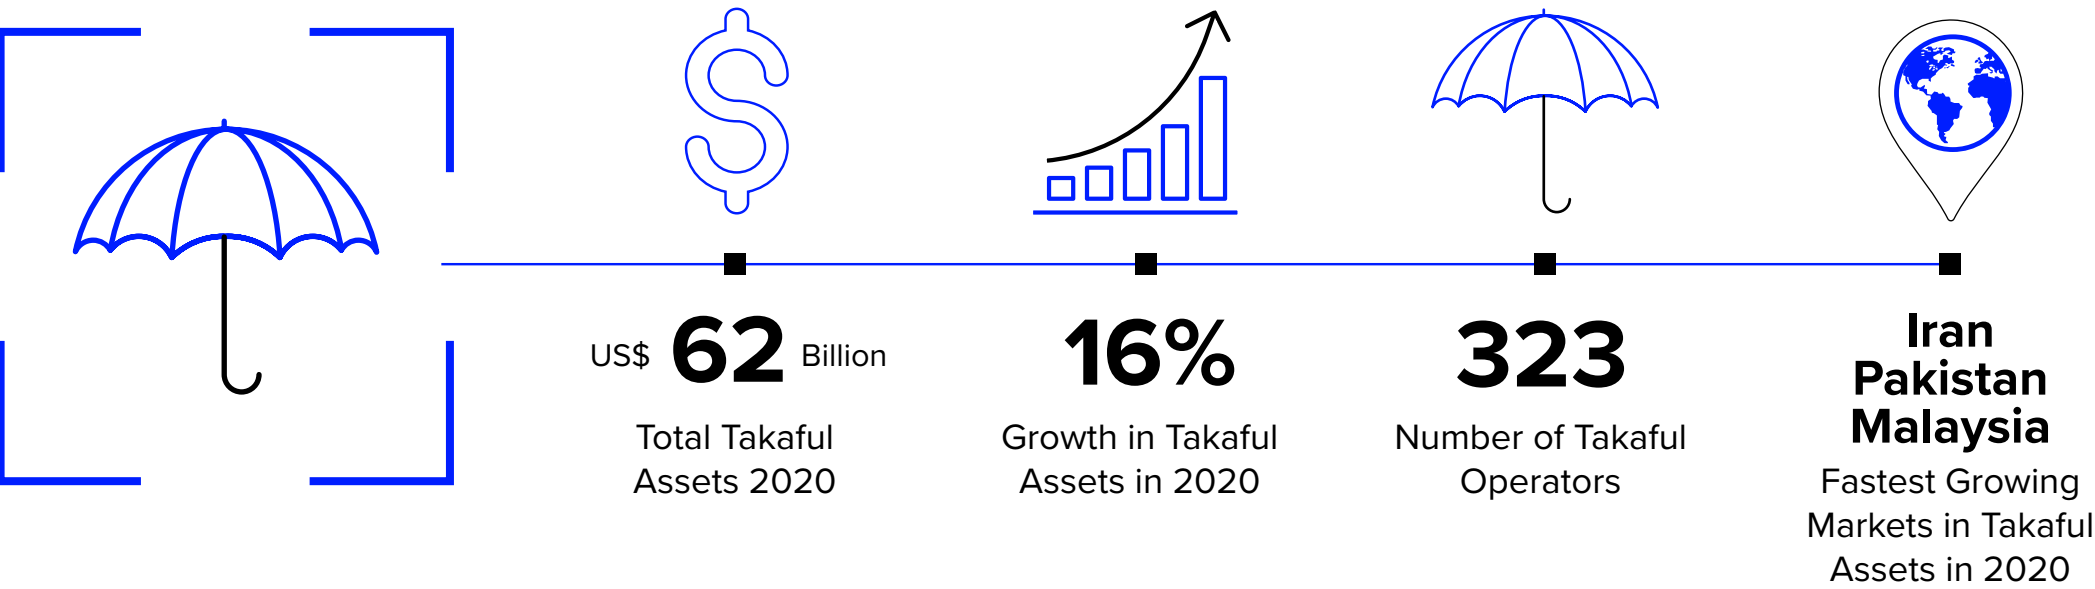 US$ 62 Billion
Total Takaful
Assets 2020
16%
Growth in Takaful
Assets in 2020
323
Number of Takaful
Operators
Iran
Pakistan
Malaysia
Fastest Growing
Markets in Takaful
Assets in 2020